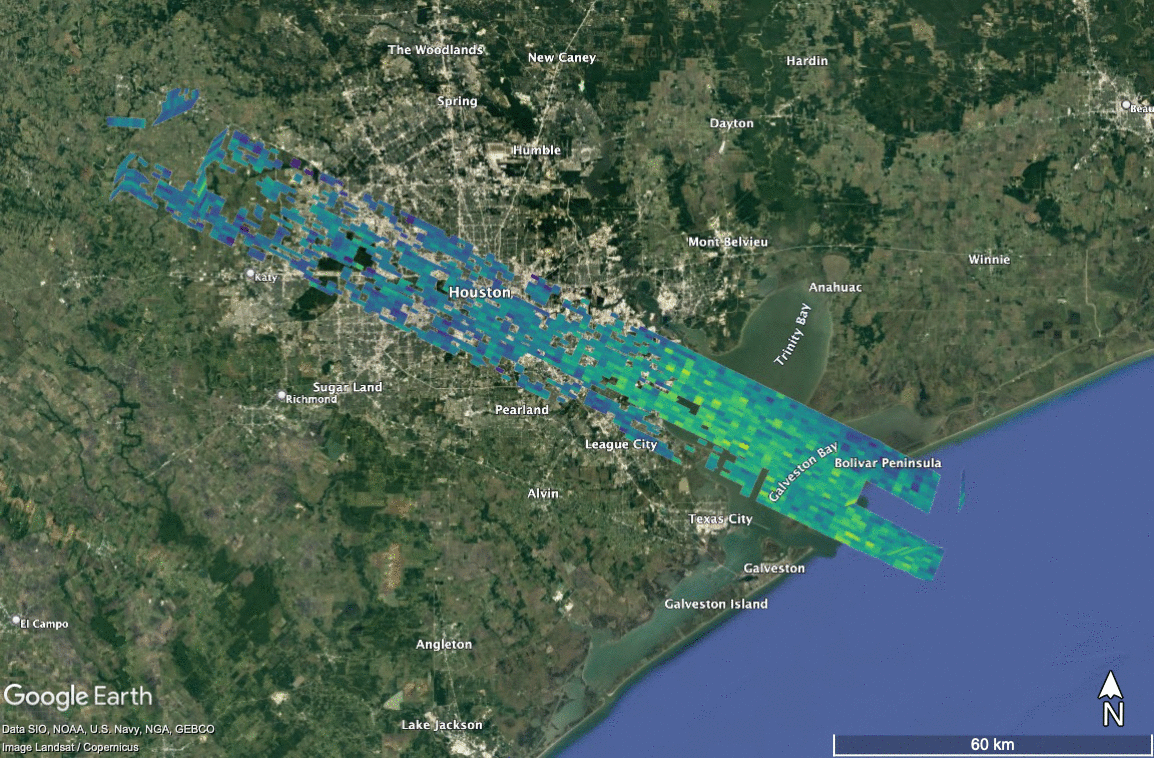 The Woodlands
New Caney
Hardin
Spring
Beau
Dayton
Humble
Mont Belvieu
Winnie
Katy
Anahuac
Houston
Trinity Bay
Sugar Land
Richmond
Pearland
League City
Galveston Bay
Bolivar Peninsula
Alvin
Texas City
Galveston
Galveston Island
El Campo
Angleton
Google Earth
N
Lake Jackson
Data SIO, NOAA, U.S. Navy, NGA, GEBCO
Image Landsat / Copernicus
60 km